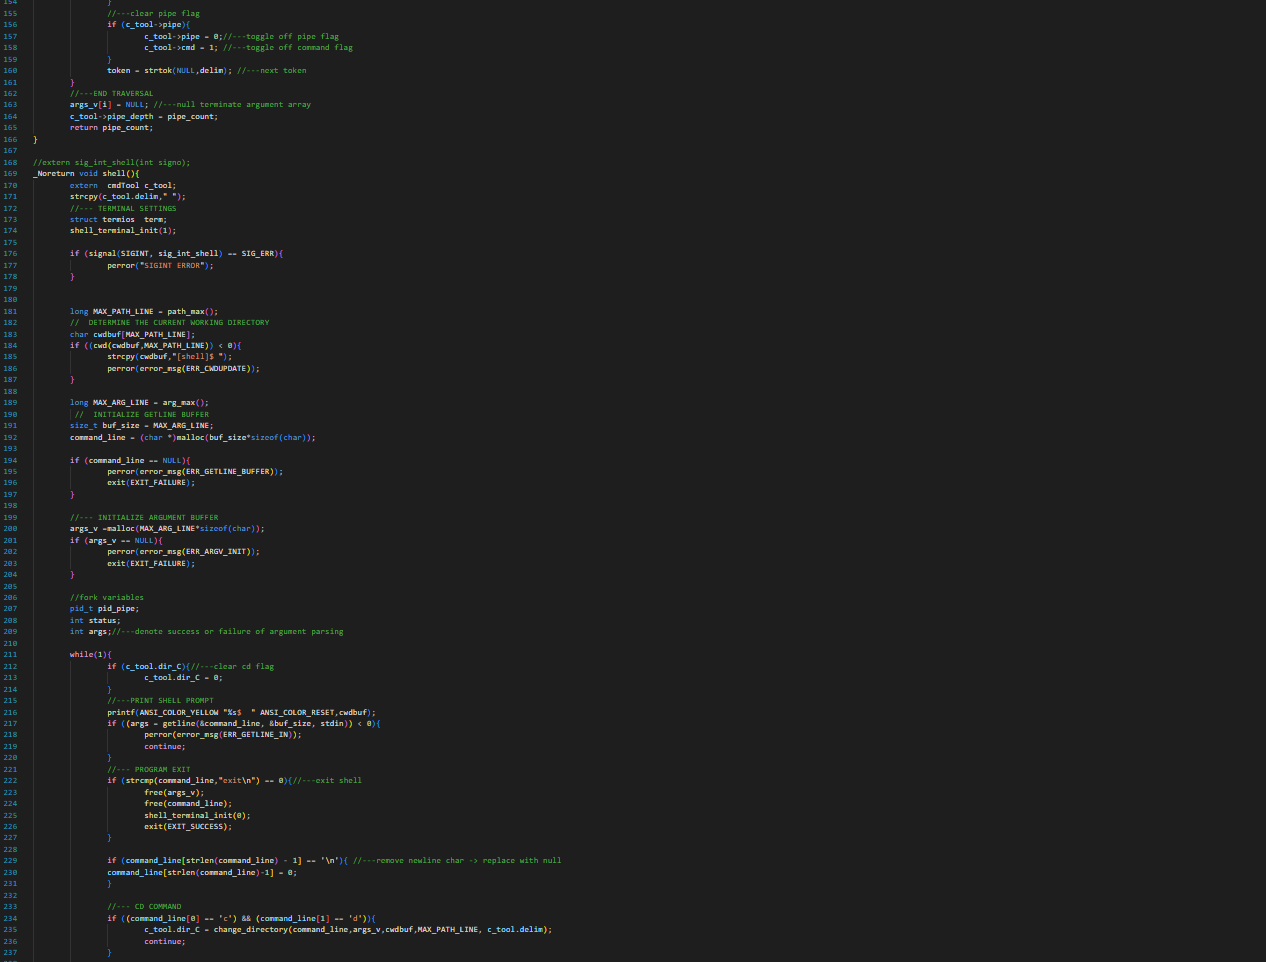 154 }
155 //---clear pipe flag
156 if (c_tool->pipe){
157 c_tool->pipe = 0;//---toggle off pipe flag
158 c_tool->cmd = 1; //---toggle off command flag
159 }
160 token = strtok(NULL,delim); //---next token
161 }
162 //---END TRAVERSAL
163 args_v[i] = NULL; //---null terminate argument array
164 c_tool->pipe_depth = pipe_count;
165 return pipe_count;
166 }
167
168 //extern sig_int_shell(int signo);
169 _Noreturn void shell(){
170 extern cmdTool c_tool;
171 strcpy(c_tool.delim," ");
172 //--- TERMINAL SETTINGS
173 struct termios term;
174 shell_terminal_init(1);
175
176 if (signal(SIGINT, sig_int_shell) == SIG_ERR){
177 perror("SIGINT ERROR");
178 }
179
180
181 long MAX_PATH_LINE = path_max();
182 // DETERMINE THE CURRENT WORKING DIRECTORY
183 char cwdbuf[MAX_PATH_LINE];
184 if ((cwd(cwdbuf,MAX_PATH_LINE)) < 0){
185 strcpy(cwdbuf,"[shell]$ ");
186 perror(error_msg(ERR_CWDUPDATE));
187 }
188
189 long MAX_ARG_LINE = arg_max();
190 // INITIALIZE GETLINE BUFFER
191 size_t buf_size = MAX_ARG_LINE;
192 command_line = (char *)malloc(buf_size*sizeof(char));
193
194 if (command_line == NULL){
195 perror(error_msg(ERR_GETLINE_BUFFER));
196 exit(EXIT_FAILURE);
197 }
198
199 //--- INITIALIZE ARGUMENT BUFFER
200 args_v =malloc(MAX_ARG_LINE*sizeof(char));
201 if (args_v == NULL){
202 perror(error_msg(ERR_ARGV_INIT));
203 exit(EXIT_FAILURE);
204 }
205
206 //fork variables
207 pid_t pid_pipe;
208 int status;
209 int args;//---denote success or failure of argument parsing
210
211 while(1){
212 if (c_tool.dir_C){//---clear cd flag
213 c_tool.dir_C = 0;
214 }
215 //---PRINT SHELL PROMPT
216 printf(ANSI_COLOR_YELLOW "%s$ " ANSI_COLOR_RESET,cwdbuf);
217 if ((args = getline(&command_line, &buf_size, stdin)) < 0){
218 perror(error_msg(ERR_GETLINE_IN));
219 continue;
220 }
221 //--- PROGRAM EXIT
222 if (strcmp(command_line,"exit\n") == 0){//---exit shell
223 free(args_v);
224 free(command_line);
225 shell_terminal_init(0);
226 exit(EXIT_SUCCESS);
227 }
228
229 if (command_line[strlen(command_line) - 1] == '\n'){ //---remove newline char -> replace with null
230 command_line[strlen(command_line)-1] = 0;
231 }
232
233 //--- CD COMMAND
234 if ((command_line[0] == 'c') && (command_line[1] == 'd')){
235 c_tool.dir_C = change_directory(command_line,args_v,cwdbuf,MAX_PATH_LINE, c_tool.delim);
236 continue;
237 }